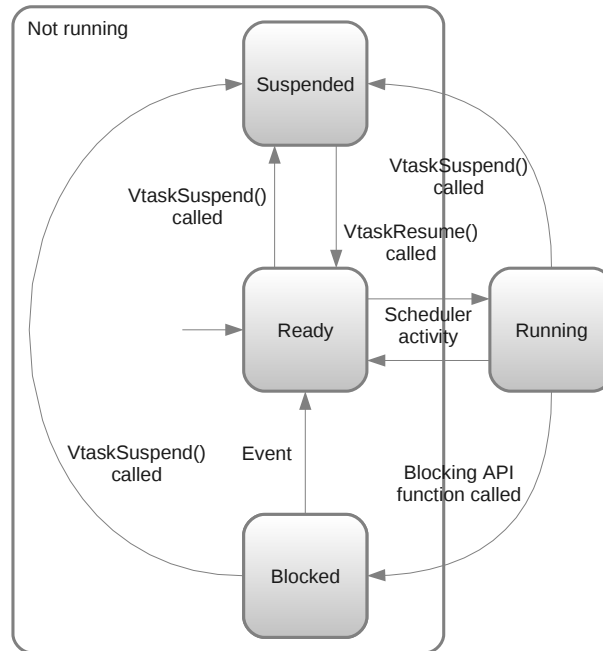 Not running
Suspended
VtaskSuspend()
called
VtaskSuspend()
called
VtaskResume()
called
Ready
Scheduler
activity
Running
VtaskSuspend()
called
Event
Blocking API
function called
Blocked